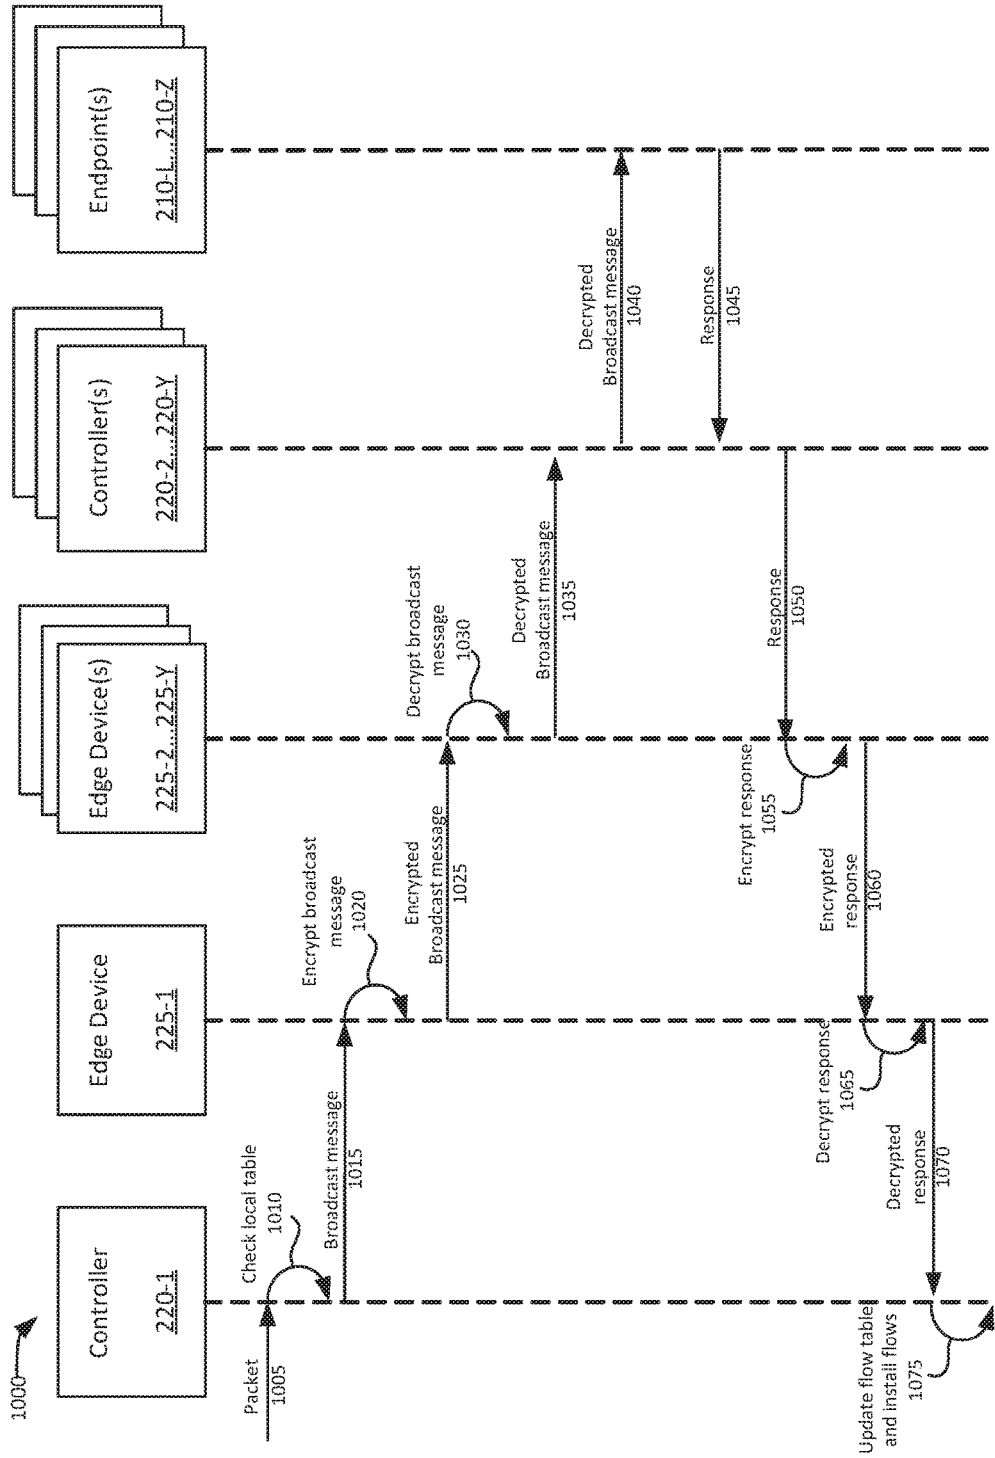 1000
Controller
220-1
Edge Device
225-1
Edge Device(s)
225-2...225-Y
Controller(s)
220-2...220-Y
Endpoint(s)
210-L...210-Z
Packet
1005
Check local table
1010
Broadcast message
1015
Encrypt broadcast
message
1020
Encrypted
Broadcast message
1025
Decrypt broadcast
message
1030
Decrypted
Broadcast message
1035
Decrypted
Broadcast message
1040
Response
1045
Response
1050
Encrypt response
1055
Encrypted
response
1060
Decrypt response
1065
Decrypted
response
1070
Update flow table
and install flows
1075